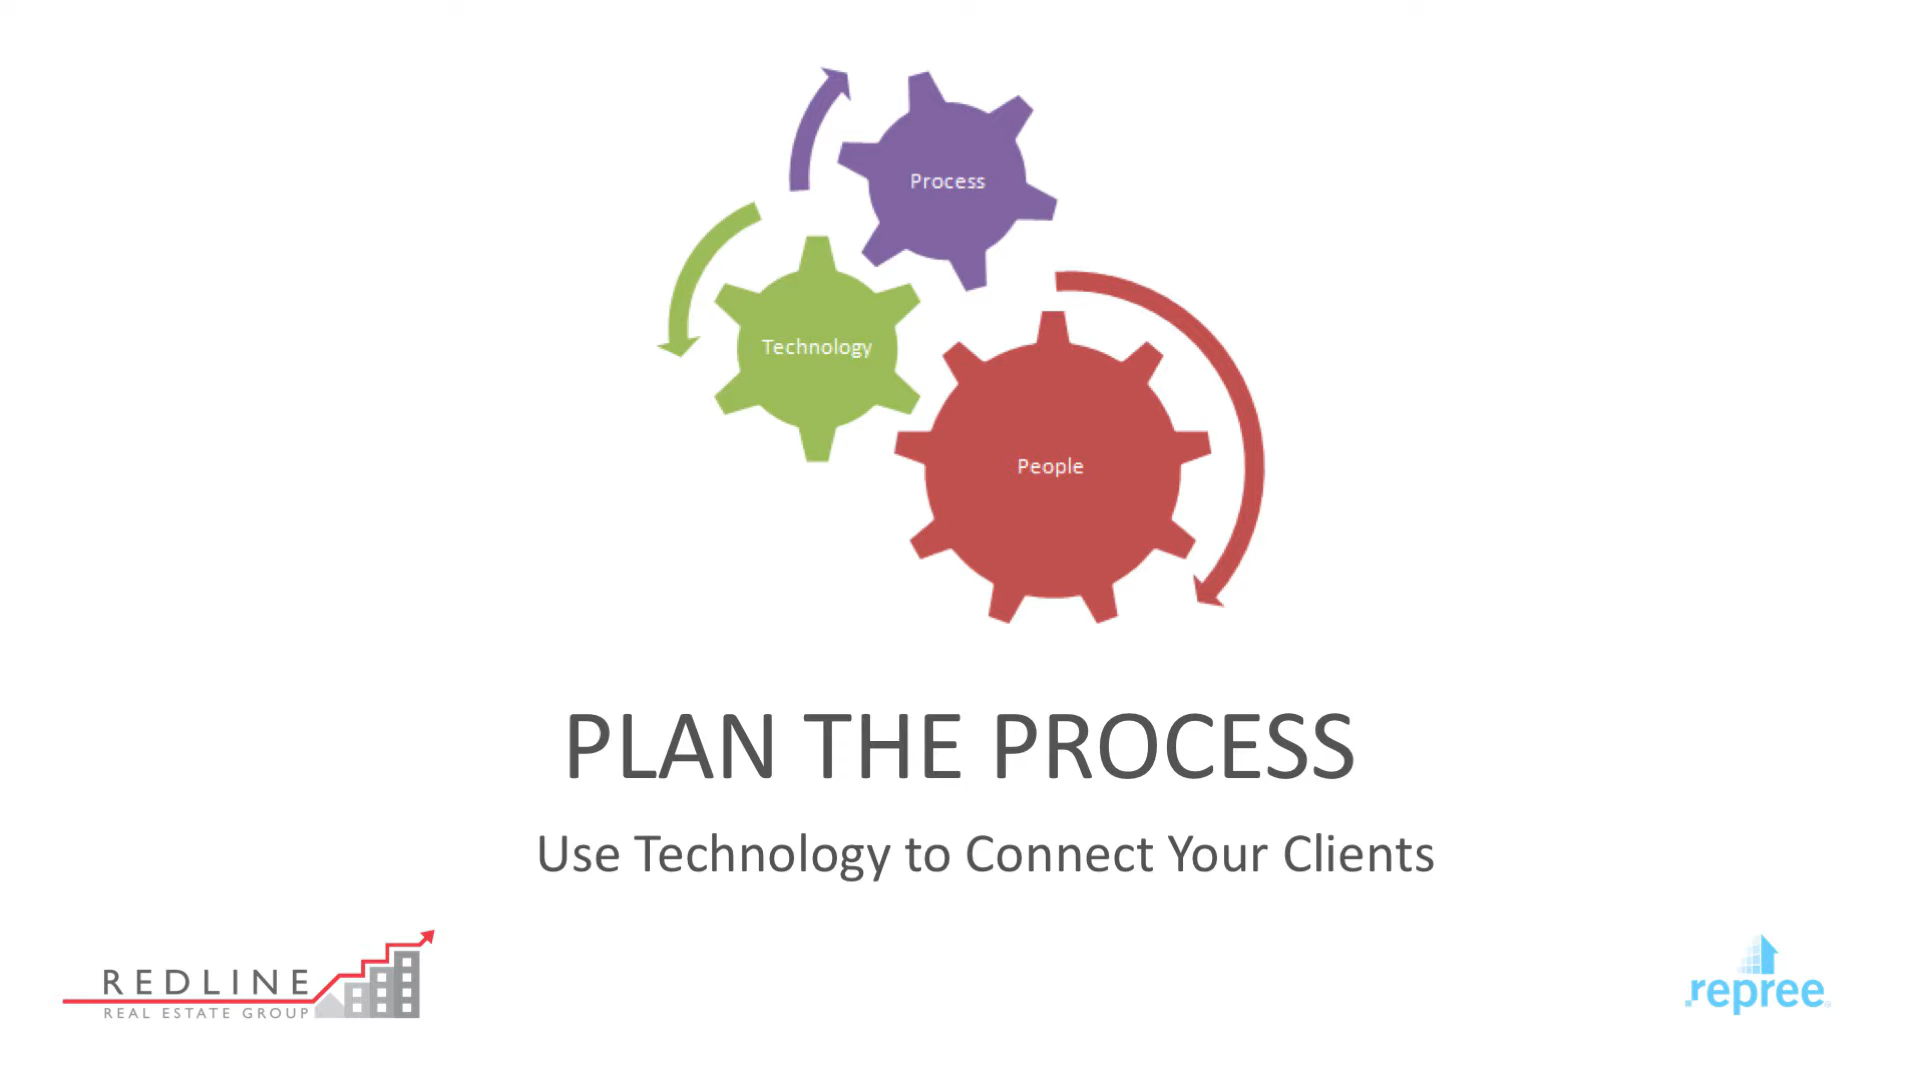 Process
Technology
People
PLAN THE PROCESS
Use Technology to Connect Your Clients
REDLINE
REAL ESTATE GROUP
.repree